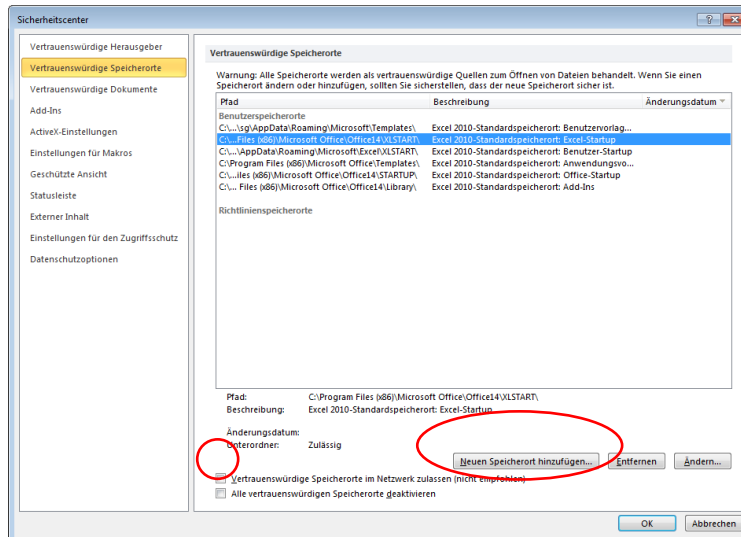 Sicherheitscenter
Vertrauenswürdige Herausgeber
Vertrauenswürdige Speicherorte
Vertrauenswürdige Dokumente
Add-Ins
ActiveX-Einstellungen
Einstellungen für Makros
Geschützte Ansicht
Statusleiste
Externer Inhalt
Einstellungen für den Zugriffsschutz
Datenschutzoptionen
Vertrauenswürdige Speicherorte
Warnung: Alle Speicherorte werden als vertrauenswürdige Quellen zum Öffnen von Dateien behandelt. Wenn Sie einen
Speicherort ändern oder hinzufügen, sollten Sie sicherstellen, dass der neue Speicherort sicher ist.
Pfad Beschreibung Änderungsdatum
Benutzerspeicherorte
C:\...\sg\AppData\Roaming\Microsoft\Templates\ Excel 2010-Standardspeicherort: Benutzervorlag...
C:\...Files (x86)\Microsoft Office\Office14\XLSTART\ Excel 2010-Standardspeicherort: Excel-Startup
C:\...\AppData\Roaming\Microsoft\Excel\XLSTART\ Excel 2010-Standardspeicherort: Benutzer-Startup
C:\Program Files (x86)\Microsoft Office\Templates\ Excel 2010-Standardspeicherort: Anwendungsvo...
C:\...iles (x86)\Microsoft Office\Office14\STARTUP\ Excel 2010-Standardspeicherort: Office-Startup
C:\... Files (x86)\Microsoft Office\Office14\Library\ Excel 2010-Standardspeicherort: Add-Ins
Richtlinienspeicherorte
Pfad: C:\Program Files (x86)\Microsoft Office\Office14\XLSTART\
Beschreibung: Excel 2010-Standardspeicherort: Excel-Startup
Änderungsdatum:
Unterordner: Zulässig
Neuen Speicherort hinzufügen... Entfernen Ändern...
Vertrauenswürdige Speicherorte im Netzwerk zulassen (nicht empfohlen)
Alle vertrauenswürdigen Speicherorte deaktivieren
OK Abbrechen